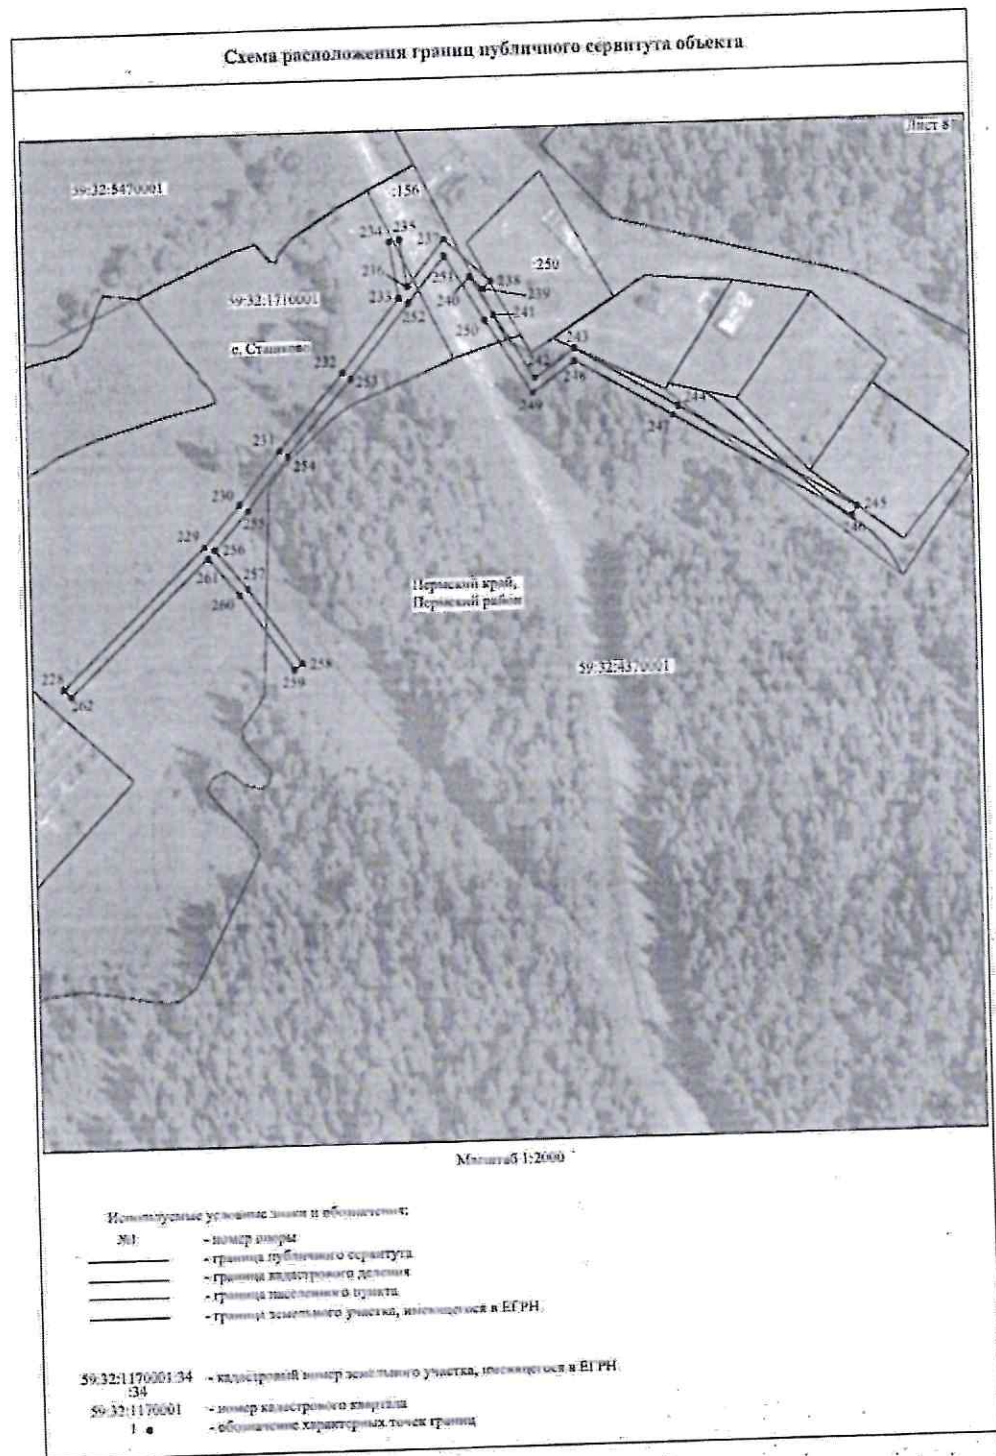 Схема расположения границ публичного сервитута объекта
Лист 8
59:32:5470001
:156
234
235
237
236
251
238
:250
240
239
59:32:1710001
233
252
250
241
с. Сташково
232
253
242
243
248
249
244
247
231
254
245
246
230
255
229
256
261
257
260
Пермский край,
Пермский район
258
259
59:32:4370001
228
262
Масштаб 1:2000
Используемые условные знаки и обозначения:
№1 - номер опоры
- граница публичного сервитута
- граница кадастрового деления
- граница населенного пункта
- граница земельного участка, имеющегося в ЕГРН
59:32:1170001:34 - кадастровый номер земельного участка, имеющегося в ЕГРН
:34
59:32:1170001 - номер кадастрового квартала
1 - обозначение характерных точек границ